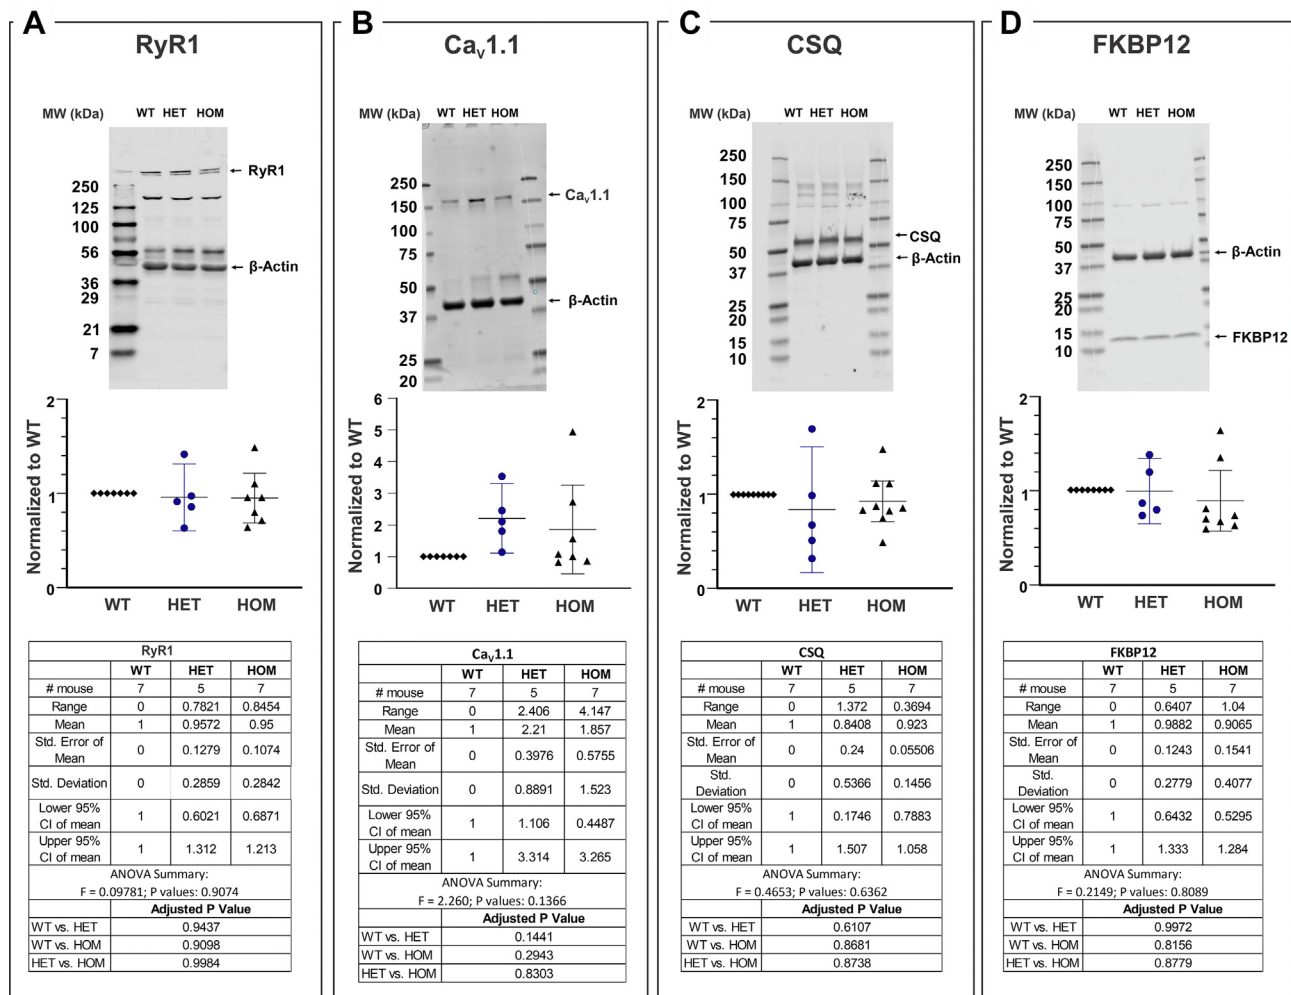 A
RyR1
MW (kDa) WT HET HOM
RyR1
250
125
100
56
β-Actin
36
29
21
7
Normalized to WT
2
1
0
WT HET HOM
RyR1
WT HET HOM
# mouse 7 5 7
Range 0 0.7821 0.8454
Mean 1 0.9572 0.95
Std. Error of
Mean 0 0.1279 0.1074
Std. Deviation 0 0.2859 0.2842
Lower 95%
CI of mean 1 0.6021 0.6871
Upper 95%
CI of mean 1 1.312 1.213
ANOVA Summary:
F = 0.09781; P values: 0.9074
Adjusted P Value
WT vs. HET 0.9437
WT vs. HOM 0.9098
HET vs. HOM 0.9984
B
Cav1.1
MW (kDa) WT HET HOM
250
Cav1.1
150
100
75
50
β-Actin
37
25
20
Normalized to WT
6
5
4
3
2
1
0
WT HET HOM
Cav1.1
WT HET HOM
# mouse 7 5 7
Range 0 2.406 4.147
Mean 1 2.21 1.857
Std. Error of
Mean 0 0.3976 0.5755
Std. Deviation 0 0.8891 1.523
Lower 95%
CI of mean 1 1.106 0.4487
Upper 95%
CI of mean 1 3.314 3.265
ANOVA Summary:
F = 2.260; P values: 0.1366
Adjusted P Value
WT vs. HET 0.1441
WT vs. HOM 0.2943
HET vs. HOM 0.8303
C
CSQ
MW (kDa) WT HET HOM
250
150
100
75
CSQ
50
β-Actin
37
25
20
15
10
Normalized to WT
2
1
0
WT HET HOM
CSQ
WT HET HOM
# mouse 7 5 7
Range 0 1.372 0.3694
Mean 1 0.8408 0.923
Std. Error of
Mean 0 0.24 0.05506
Std.
Deviation 0 0.5366 0.1456
Lower 95%
CI of mean 1 0.1746 0.7883
Upper 95%
CI of mean 1 1.507 1.058
ANOVA Summary:
F = 0.4653; P values: 0.6362
Adjusted P Value
WT vs. HET 0.6107
WT vs. HOM 0.8681
HET vs. HOM 0.8738
D
FKBP12
MW (kDa) WT HET HOM
250
150
100
75
50
β-Actin
37
25
20
15
FKBP12
10
Normalized to WT
2
1
0
WT HET HOM
FKBP12
WT HET HOM
# mouse 7 5 7
Range 0 0.6407 1.04
Mean 1 0.9882 0.9065
Std. Error of
Mean 0 0.1243 0.1541
Std.
Deviation 0 0.2779 0.4077
Lower 95%
CI of mean 1 0.6432 0.5295
Upper 95%
CI of mean 1 1.333 1.284
ANOVA Summary:
F = 0.2149; P values: 0.8089
Adjusted P Value
WT vs. HET 0.9972
WT vs. HOM 0.8156
HET vs. HOM 0.8779